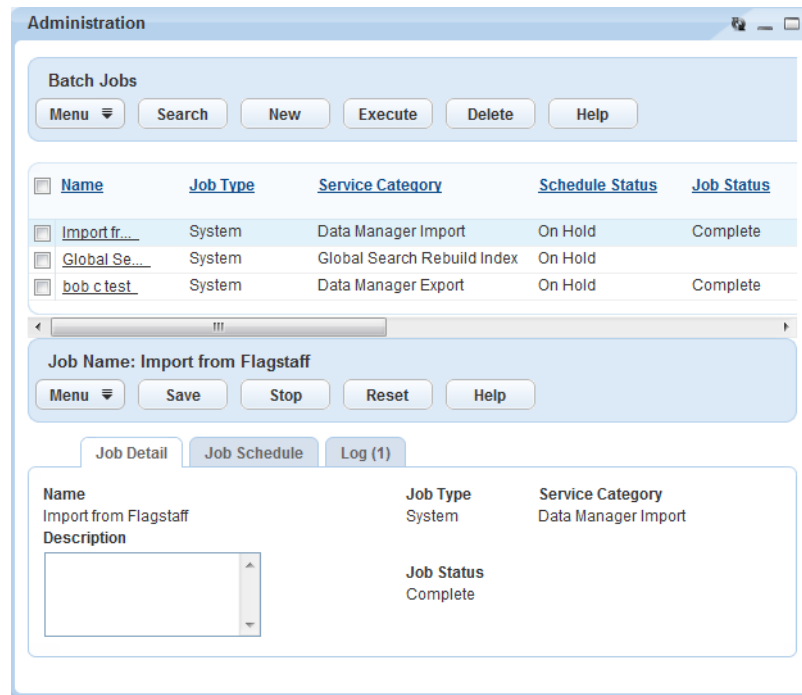 Administration
Batch Jobs
Menu Search New Execute Delete Help
Name Job Type Service Category Schedule Status Job Status
Import fr... System Data Manager Import On Hold Complete
Global Se... System Global Search Rebuild Index On Hold
bob c test System Data Manager Export On Hold Complete
Job Name: Import from Flagstaff
Menu Save Stop Reset Help
Job Detail Job Schedule Log (1)
Name Job Type Service Category
Import from Flagstaff System Data Manager Import
Description
Job Status
Complete